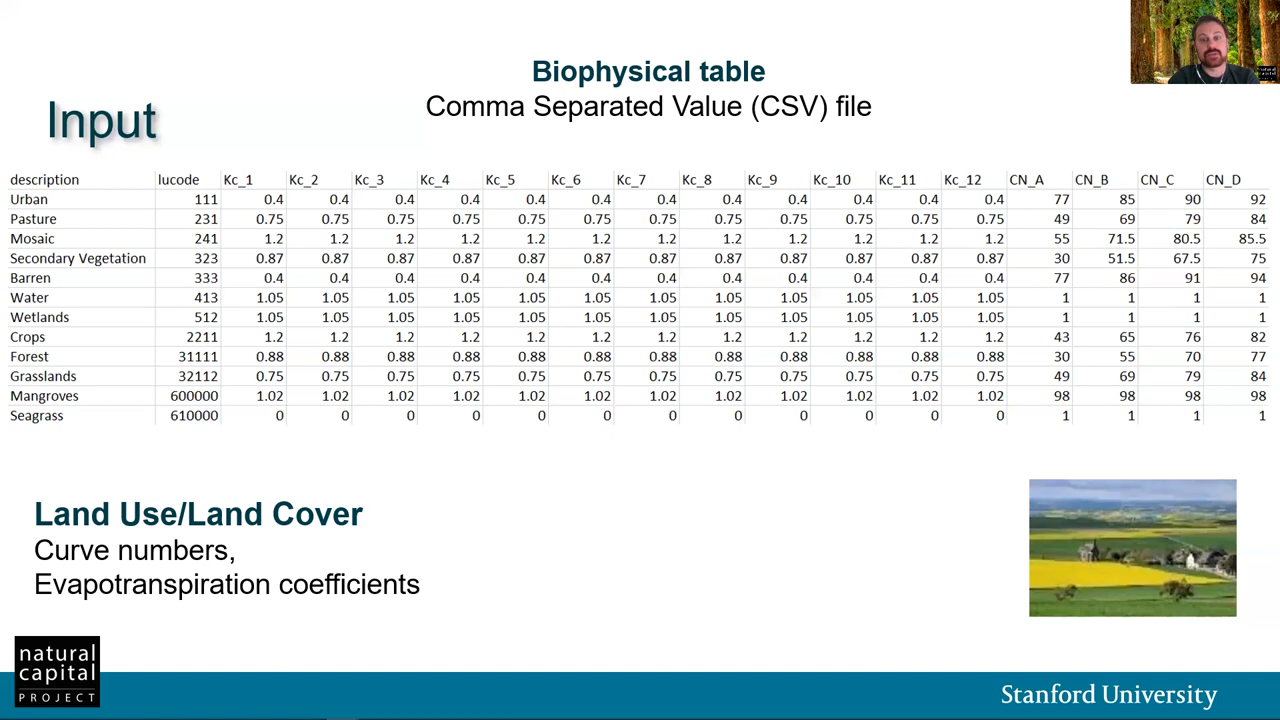 Biophysical table
Comma Separated Value (CSV) file
Input
description lucode Kc_1 Kc_2 Kc_3 Kc_4 Kc_5 Kc_6 Kc_7 Kc_8 Kc_9 Kc_10 Kc_11 Kc_12 CN_A CN_B CN_C CN_D
Urban 111 0.4 0.4 0.4 0.4 0.4 0.4 0.4 0.4 0.4 0.4 0.4 0.4 77 85 90 92
Pasture 231 0.75 0.75 0.75 0.75 0.75 0.75 0.75 0.75 0.75 0.75 0.75 0.75 49 69 79 84
Mosaic 241 1.2 1.2 1.2 1.2 1.2 1.2 1.2 1.2 1.2 1.2 1.2 1.2 55 71.5 80.5 85.5
Secondary Vegetation 323 0.87 0.87 0.87 0.87 0.87 0.87 0.87 0.87 0.87 0.87 0.87 0.87 30 51.5 67.5 75
Barren 333 0.4 0.4 0.4 0.4 0.4 0.4 0.4 0.4 0.4 0.4 0.4 0.4 77 86 91 94
Water 413 1.05 1.05 1.05 1.05 1.05 1.05 1.05 1.05 1.05 1.05 1.05 1.05 1 1 1 1
Wetlands 512 1.05 1.05 1.05 1.05 1.05 1.05 1.05 1.05 1.05 1.05 1.05 1.05 1 1 1 1
Crops 2211 1.2 1.2 1.2 1.2 1.2 1.2 1.2 1.2 1.2 1.2 1.2 1.2 43 65 76 82
Forest 31111 0.88 0.88 0.88 0.88 0.88 0.88 0.88 0.88 0.88 0.88 0.88 0.88 30 55 70 77
Grasslands 32112 0.75 0.75 0.75 0.75 0.75 0.75 0.75 0.75 0.75 0.75 0.75 0.75 49 69 79 84
Mangroves 600000 1.02 1.02 1.02 1.02 1.02 1.02 1.02 1.02 1.02 1.02 1.02 1.02 98 98 98 98
Seagrass 610000 0 0 0 0 0 0 0 0 0 0 0 0 1 1 1 1
Land Use/Land Cover
Curve numbers,
Evapotranspiration coefficients
natural
capital
PROJECT
Stanford University